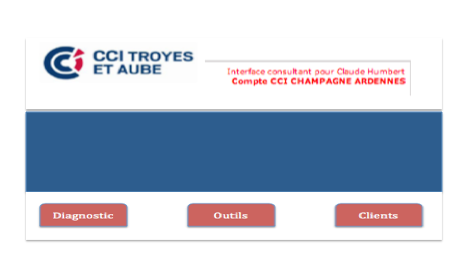 CCI TROYES
ET AUBE
Interface consultant pour Claude Humbert
Compte CCI CHAMPAGNE ARDENNES
Diagnostic
Outils
Clients